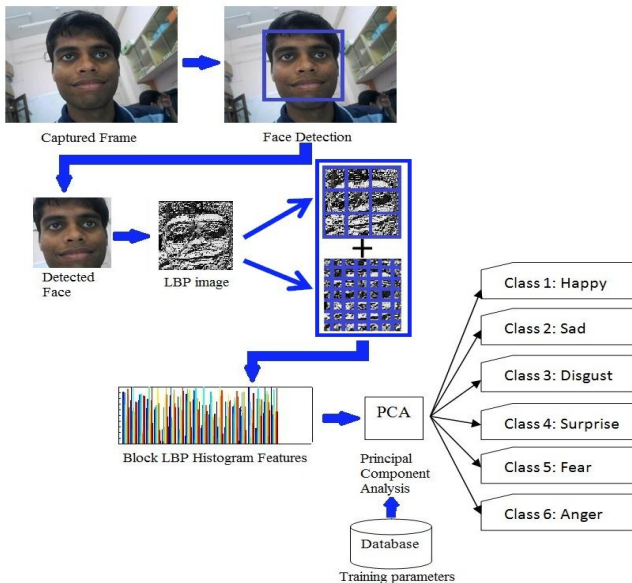 Captured Frame
Face Detection
Detected
Face
LBP image
Block LBP Histogram Features
PCA
Principal
Component
Analysis
Database
Training parameters
Class 1: Happy
Class 2: Sad
Class 3: Disgust
Class 4: Surprise
Class 5: Fear
Class 6: Anger